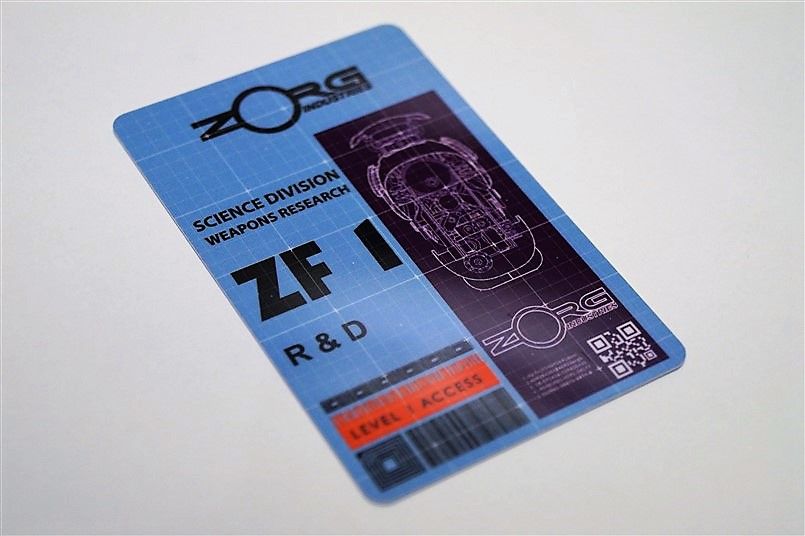 ZORG
INDUSTRIES
SCIENCE DIVISION
WEAPONS RESEARCH
ZF 1
R & D
LEVEL 1 ACCESS
ZORG
INDUSTRIES